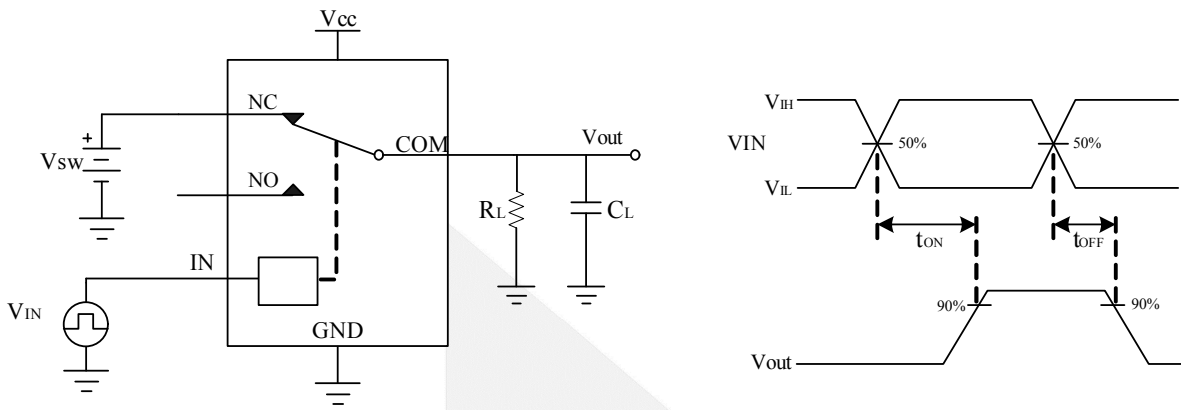 Vcc
NC
COM
Vout
Vsw
+
NO
RL
CL
IN
VIN
GND
VIH
VIN
50%
50%
VIL
tON
tOFF
90%
90%
Vout